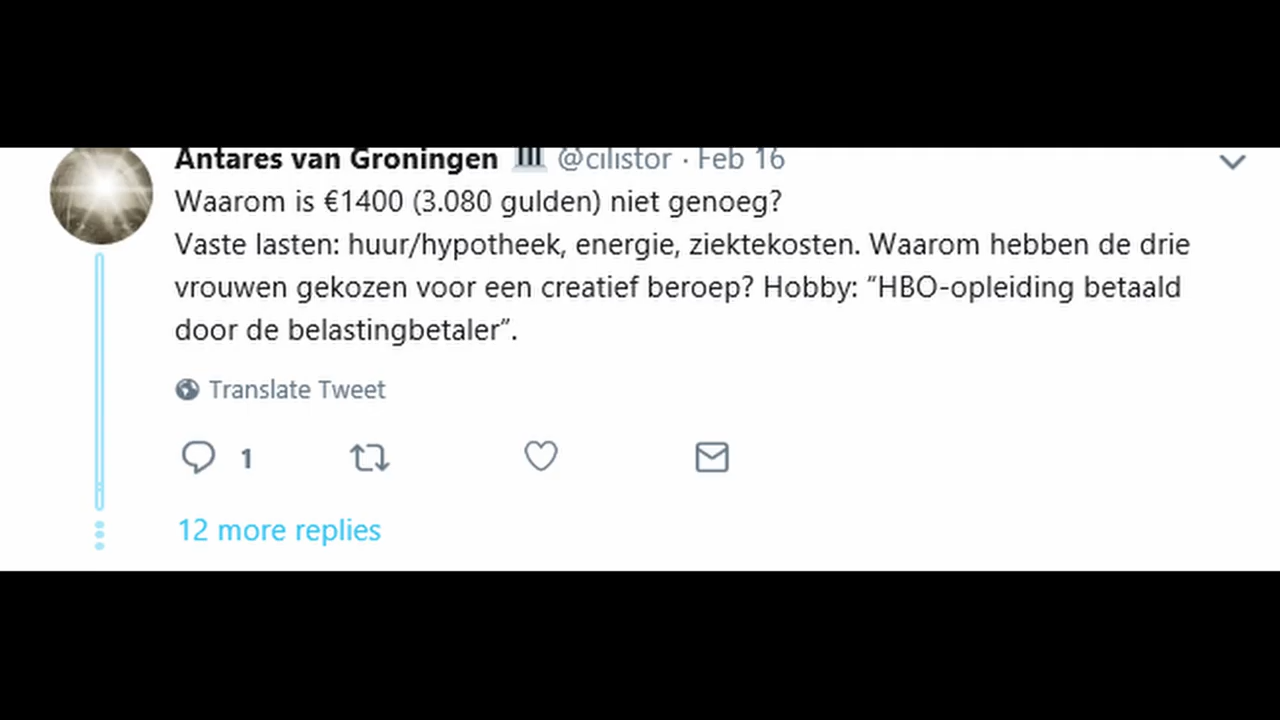 Antares van Groningen 🏛 @cilistor · Feb 16
Waarom is €1400 (3.080 gulden) niet genoeg?
Vaste lasten: huur/hypotheek, energie, ziektekosten. Waarom hebben de drie
vrouwen gekozen voor een creatief beroep? Hobby: “HBO-opleiding betaald
door de belastingbetaler”.
Translate Tweet
1
12 more replies